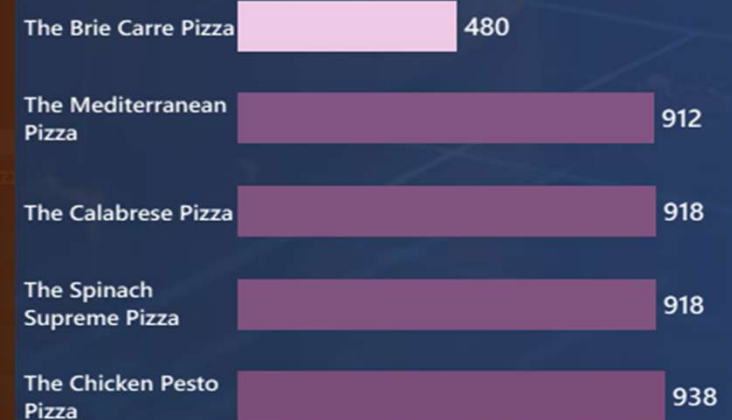 The Brie Carre Pizza 480
The Mediterranean
Pizza 912
The Calabrese Pizza 918
The Spinach
Supreme Pizza 918
The Chicken Pesto
Pizza 938